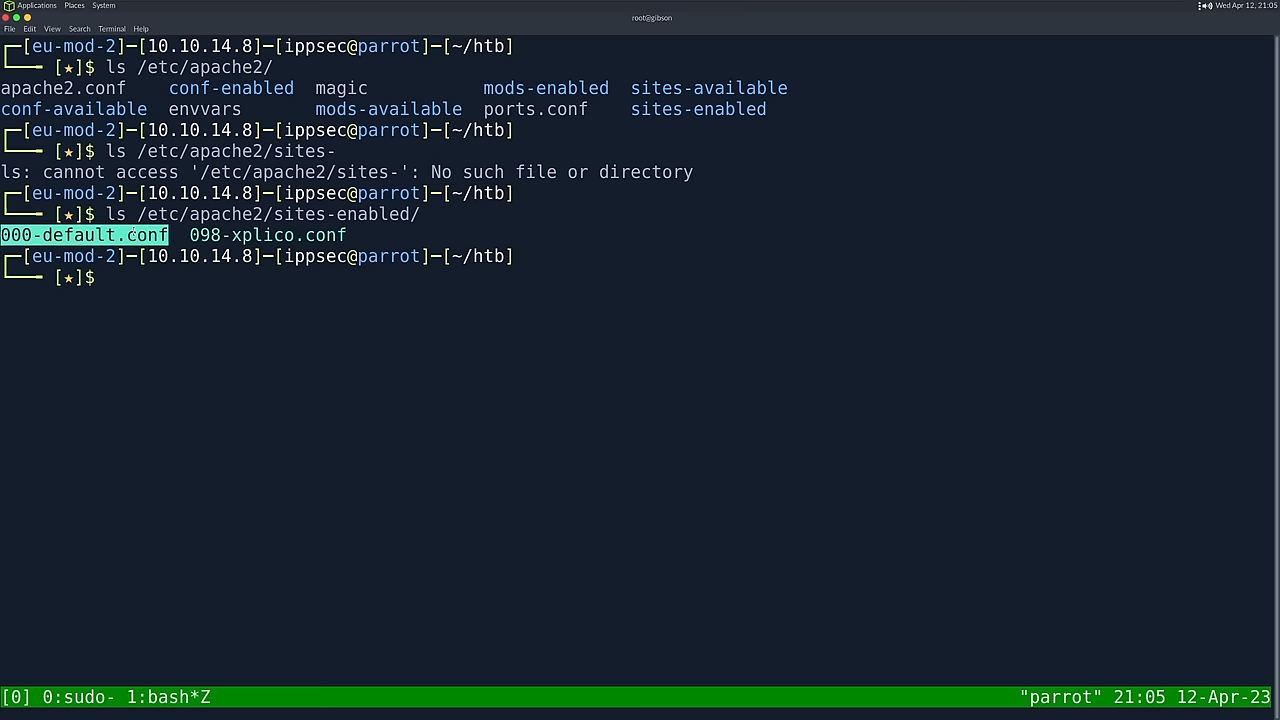 Applications Places System Wed Apr 12, 21:05
root@gibson
File Edit View Search Terminal Help
┌─[eu-mod-2]─[10.10.14.8]─[ippsec@parrot]─[~/htb]
└──╼ [★]$ ls /etc/apache2/
apache2.conf conf-enabled magic mods-enabled sites-available
conf-available envvars mods-available ports.conf sites-enabled
┌─[eu-mod-2]─[10.10.14.8]─[ippsec@parrot]─[~/htb]
└──╼ [★]$ ls /etc/apache2/sites-
ls: cannot access '/etc/apache2/sites-': No such file or directory
┌─[eu-mod-2]─[10.10.14.8]─[ippsec@parrot]─[~/htb]
└──╼ [★]$ ls /etc/apache2/sites-enabled/
000-default.conf 098-xplico.conf
┌─[eu-mod-2]─[10.10.14.8]─[ippsec@parrot]─[~/htb]
└──╼ [★]$
[0] 0:sudo- 1:bash*Z "parrot" 21:05 12-Apr-23